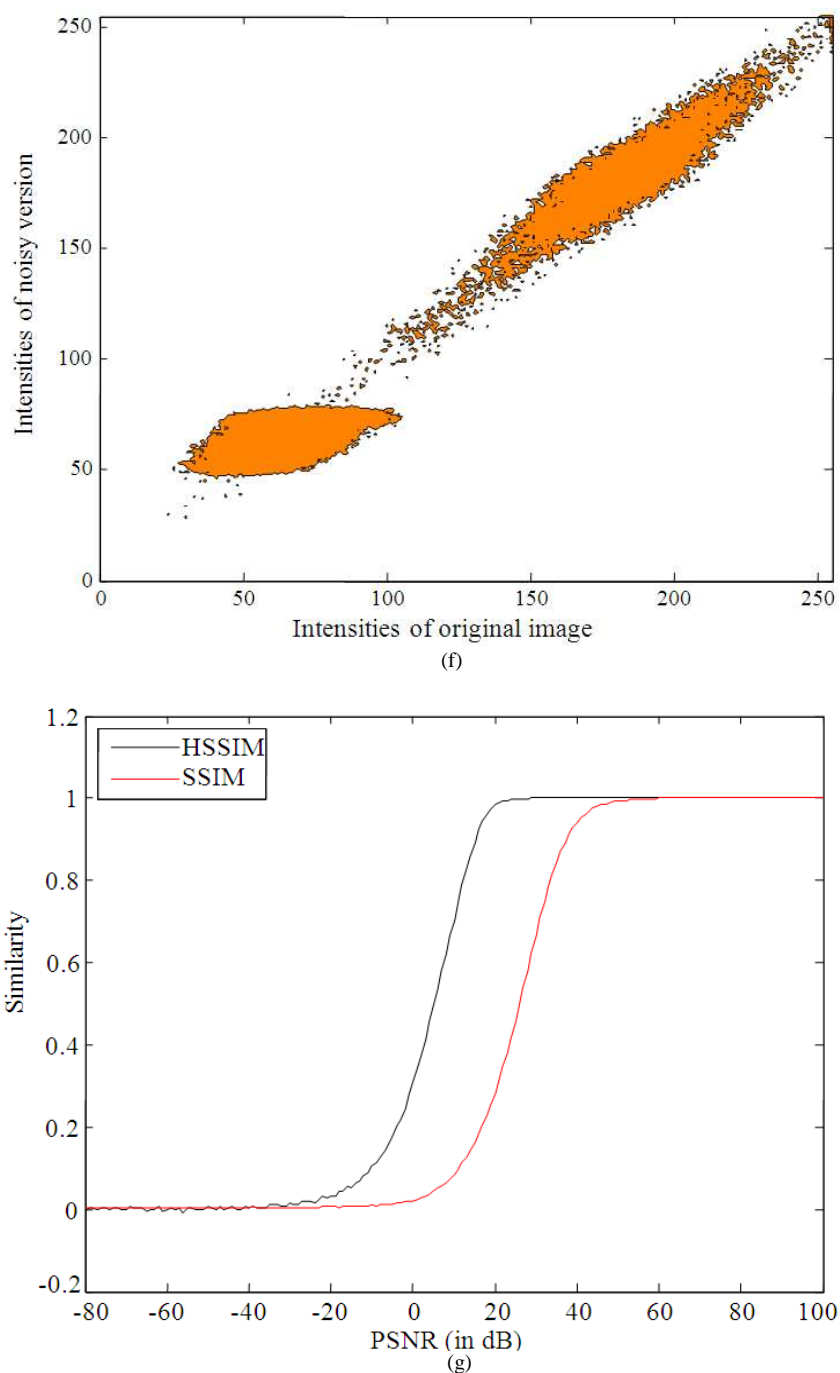 250
200
150
100
50
0
Intensities of noisy version
0 50 100 150 200 250
Intensities of original image
(f)
1.2
1
0.8
0.6
0.4
0.2
0
-0.2
Similarity
HSSIM
SSIM
-80 -60 -40 -20 0 20 40 60 80 100
PSNR (in dB)
(g)